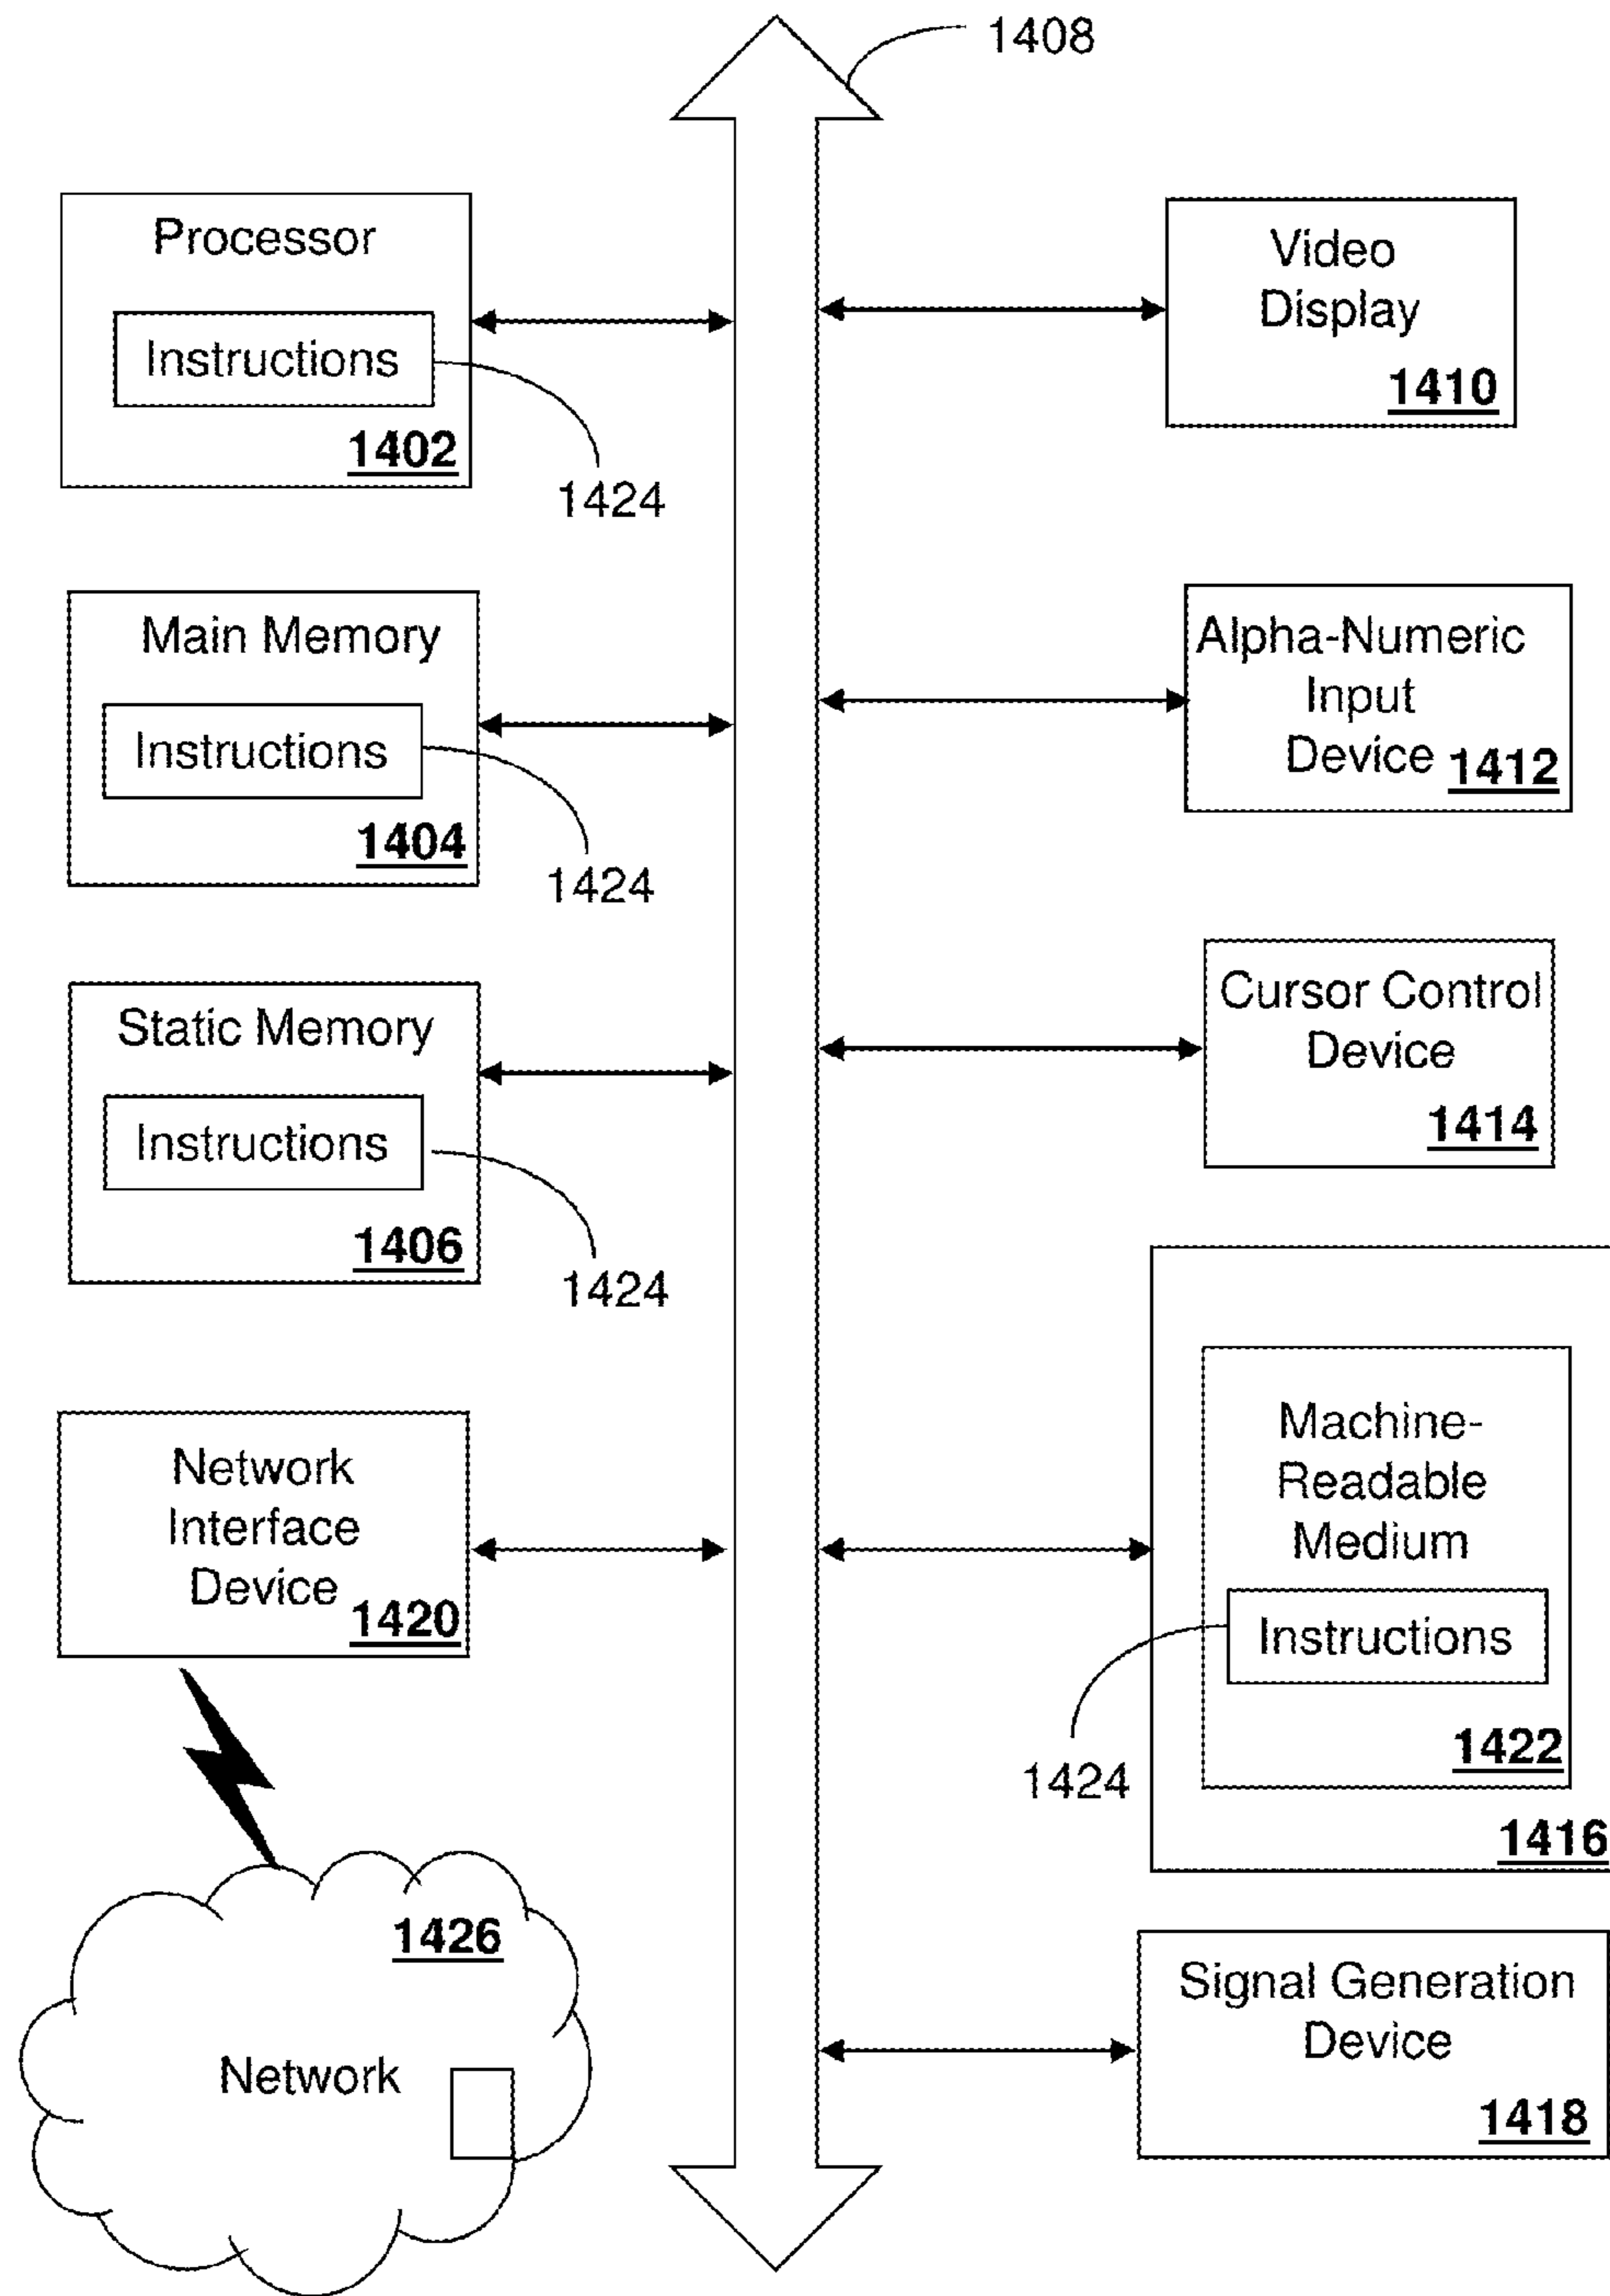 1408
Processor
Instructions
1402
1424
Main Memory
Instructions
1404
1424
Static Memory
Instructions
1406
1424
Network
Interface
Device
1420
1426
Network
Video
Display
1410
Alpha-Numeric
Input
Device 1412
Cursor Control
Device
1414
Machine-
Readable
Medium
Instructions
1422
1424
1416
Signal Generation
Device
1418